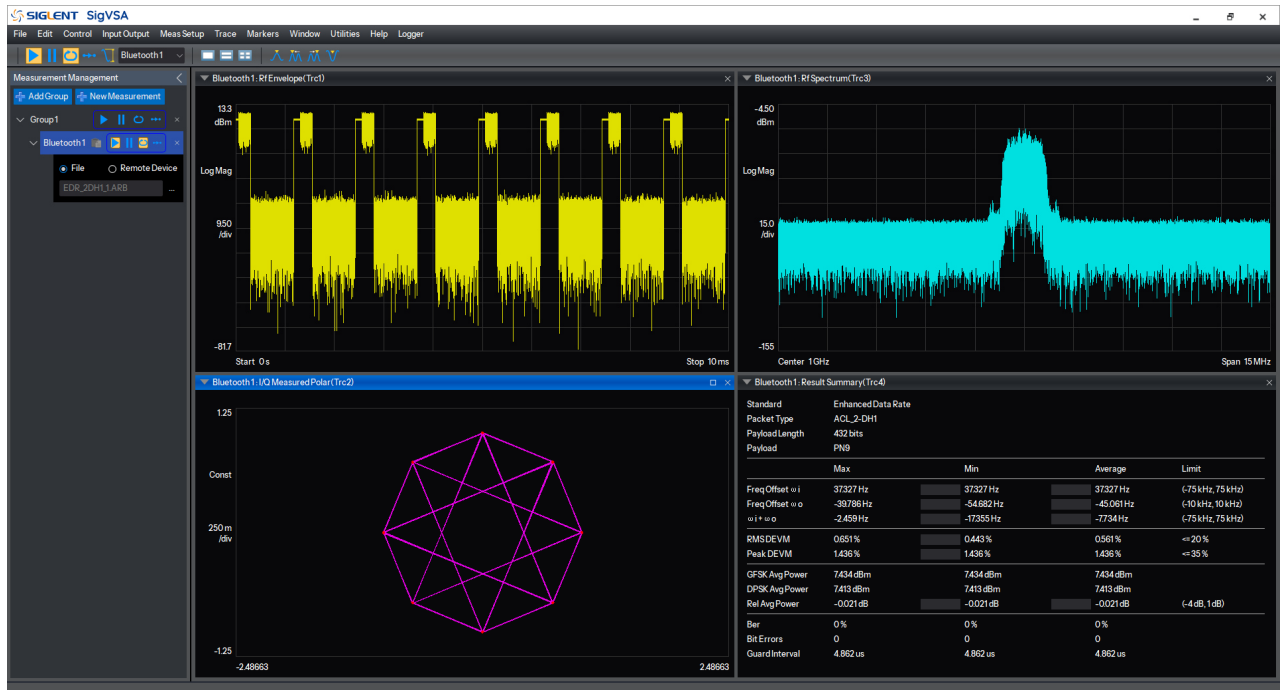 SIGLENT SigVSA
File Edit Control Input Output Meas Setup Trace Markers Window Utilities Help Logger
Bluetooth1
Measurement Management
Add Group New Measurement
Group1
Bluetooth1
File Remote Device
EDR_2DH1_1.ARB ...
Bluetooth1: Rf Envelope(Trc1)
13.3
dBm
Log Mag
9.50
/div
-81.7
Start 0 s Stop 10 ms
Bluetooth1: Rf Spectrum(Trc3)
-4.50
dBm
Log Mag
15.0
/div
-155
Center 1 GHz Span 15 MHz
Bluetooth1: I/Q Measured Polar(Trc2)
1.25
Const
250 m
/div
-1.25
-2.48663 2.48663
Bluetooth1: Result Summary(Trc4)
Standard Enhanced Data Rate
Packet Type ACL_2-DH1
Payload Length 432 bits
Payload PN9
Max Min Average Limit
Freq Offset ω i 37.327 Hz 37.327 Hz 37.327 Hz (-75 kHz, 75 kHz)
Freq Offset ω o -39.786 Hz -54.682 Hz -45.061 Hz (-10 kHz, 10 kHz)
ω i + ω o -2.459 Hz -17.355 Hz -7.734 Hz (-75 kHz, 75 kHz)
RMS DEVM 0.651 % 0.443 % 0.561 % <= 20 %
Peak DEVM 1.436 % 1.436 % 1.436 % <= 35 %
GFSK Avg Power 7.434 dBm 7.434 dBm 7.434 dBm
DPSK Avg Power 7.413 dBm 7.413 dBm 7.413 dBm
Rel Avg Power -0.021 dB -0.021 dB -0.021 dB (-4 dB, 1 dB)
Ber 0 % 0 % 0 %
Bit Errors 0 0 0
Guard Interval 4.862 us 4.862 us 4.862 us